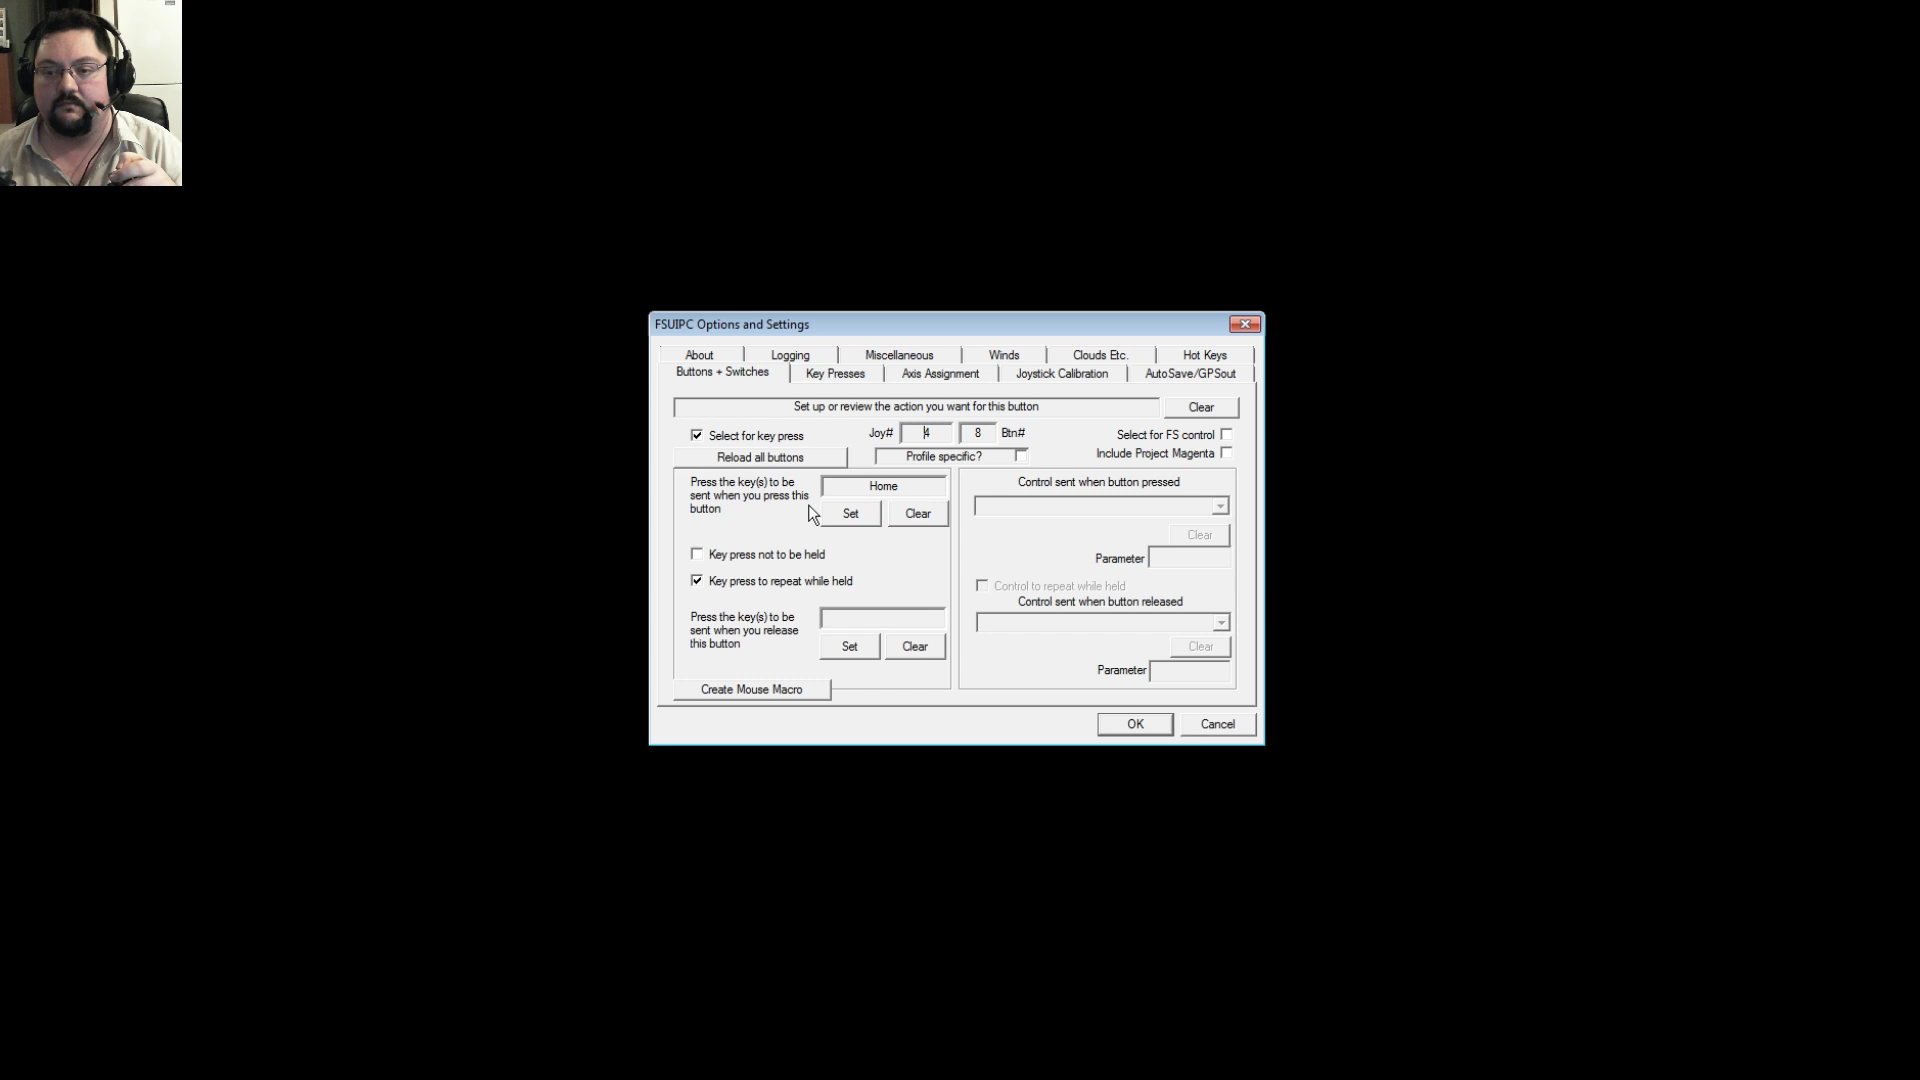 FSUIPC Options and Settings
About
Logging
Miscellaneous
Winds
Clouds Etc.
Hot Keys
Buttons + Switches
Key Presses
Axis Assignment
Joystick Calibration
AutoSave/GPSout
Set up or review the action you want for this button
Clear
Select for key press
Joy#
4
8
Btn#
Select for FS control
Reload all buttons
Profile specific?
Include Project Magenta
Press the key(s) to be
sent when you press this
button
Home
Set
Clear
Key press not to be held
Key press to repeat while held
Press the key(s) to be
sent when you release
this button
Set
Clear
Create Mouse Macro
Control sent when button pressed
Clear
Parameter
Control to repeat while held
Control sent when button released
Clear
Parameter
OK
Cancel